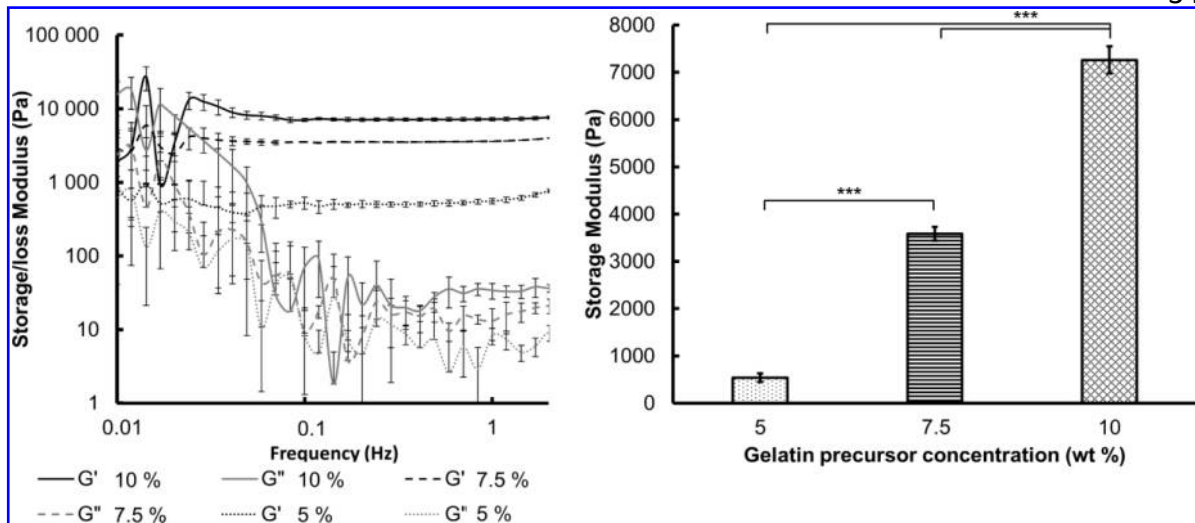 100 000
10 000
1 000
100
10
1
Storage/loss Modulus (Pa)
0.01
0.1
1
Frequency (Hz)
G' 10 %
G" 10 %
G' 7.5 %
G" 7.5 %
G' 5 %
G" 5 %
8000
7000
6000
5000
4000
3000
2000
1000
0
Storage Modulus (Pa)
***
***
5
7.5
10
Gelatin precursor concentration (wt %)